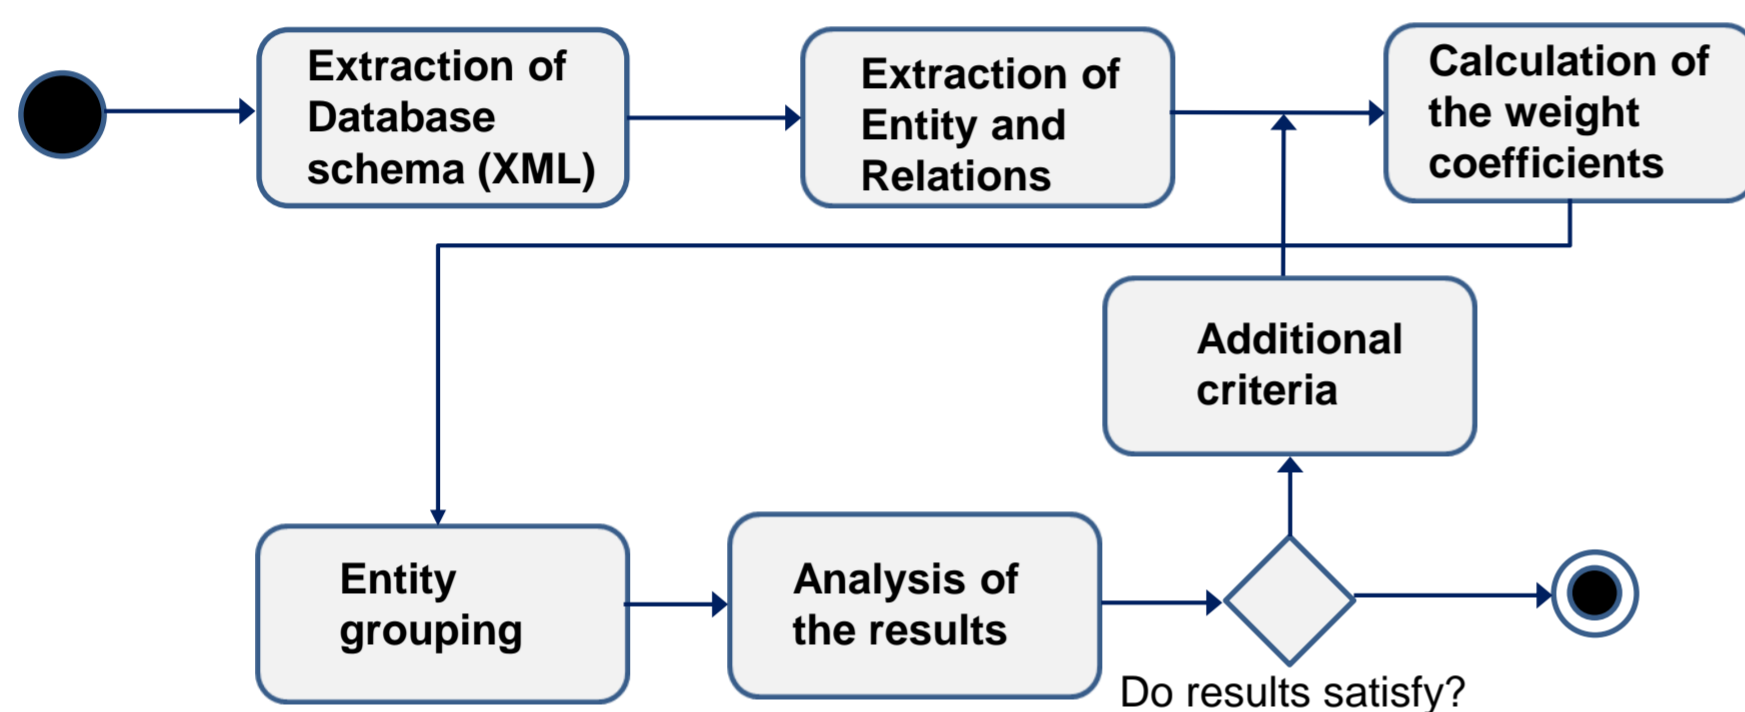 Extraction of
Database
schema (XML)
Extraction of
Entity and
Relations
Calculation of
the weight
coefficients
Additional
criteria
Entity
grouping
Analysis of
the results
Do results satisfy?